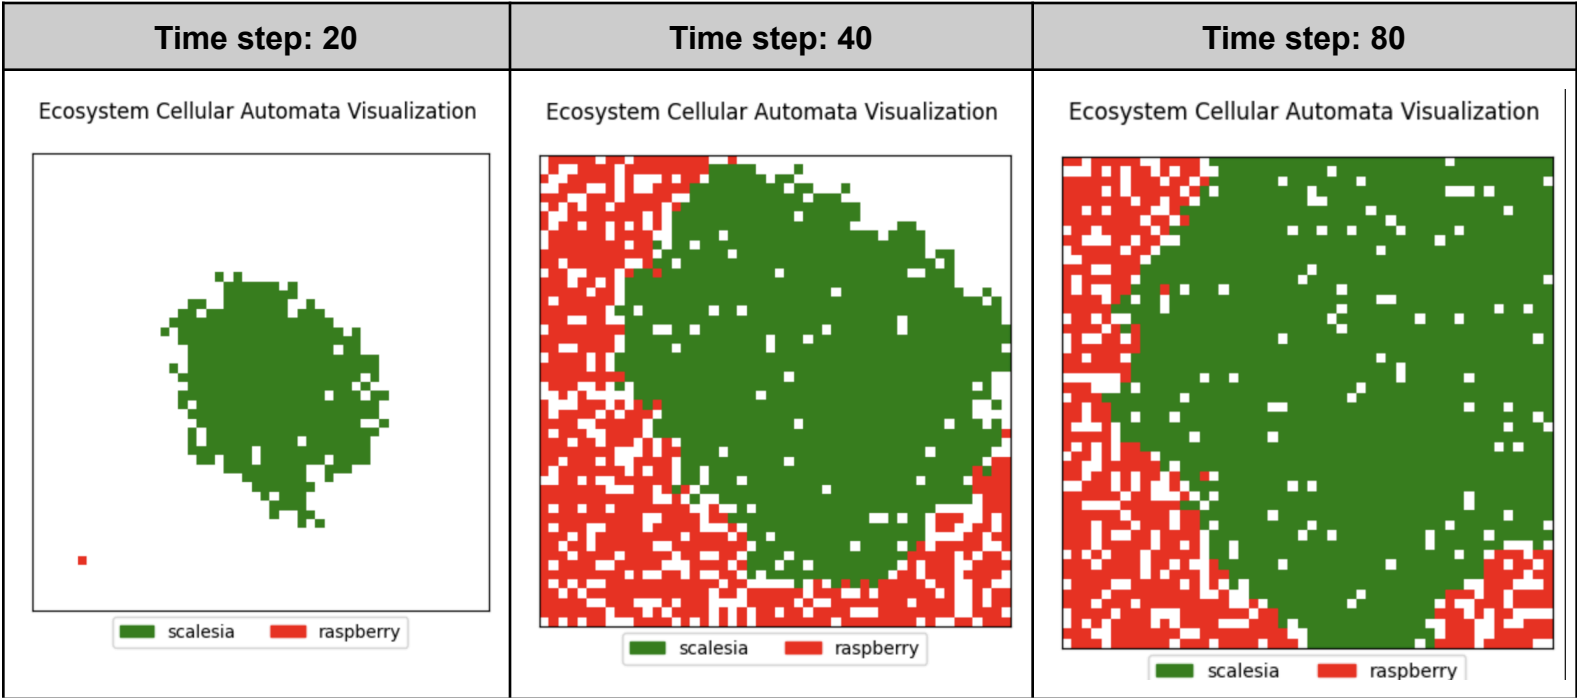 Time step: 20
Time step: 40
Time step: 80
Ecosystem Cellular Automata Visualization
Ecosystem Cellular Automata Visualization
Ecosystem Cellular Automata Visualization
scalesia raspberry
scalesia raspberry
scalesia raspberry